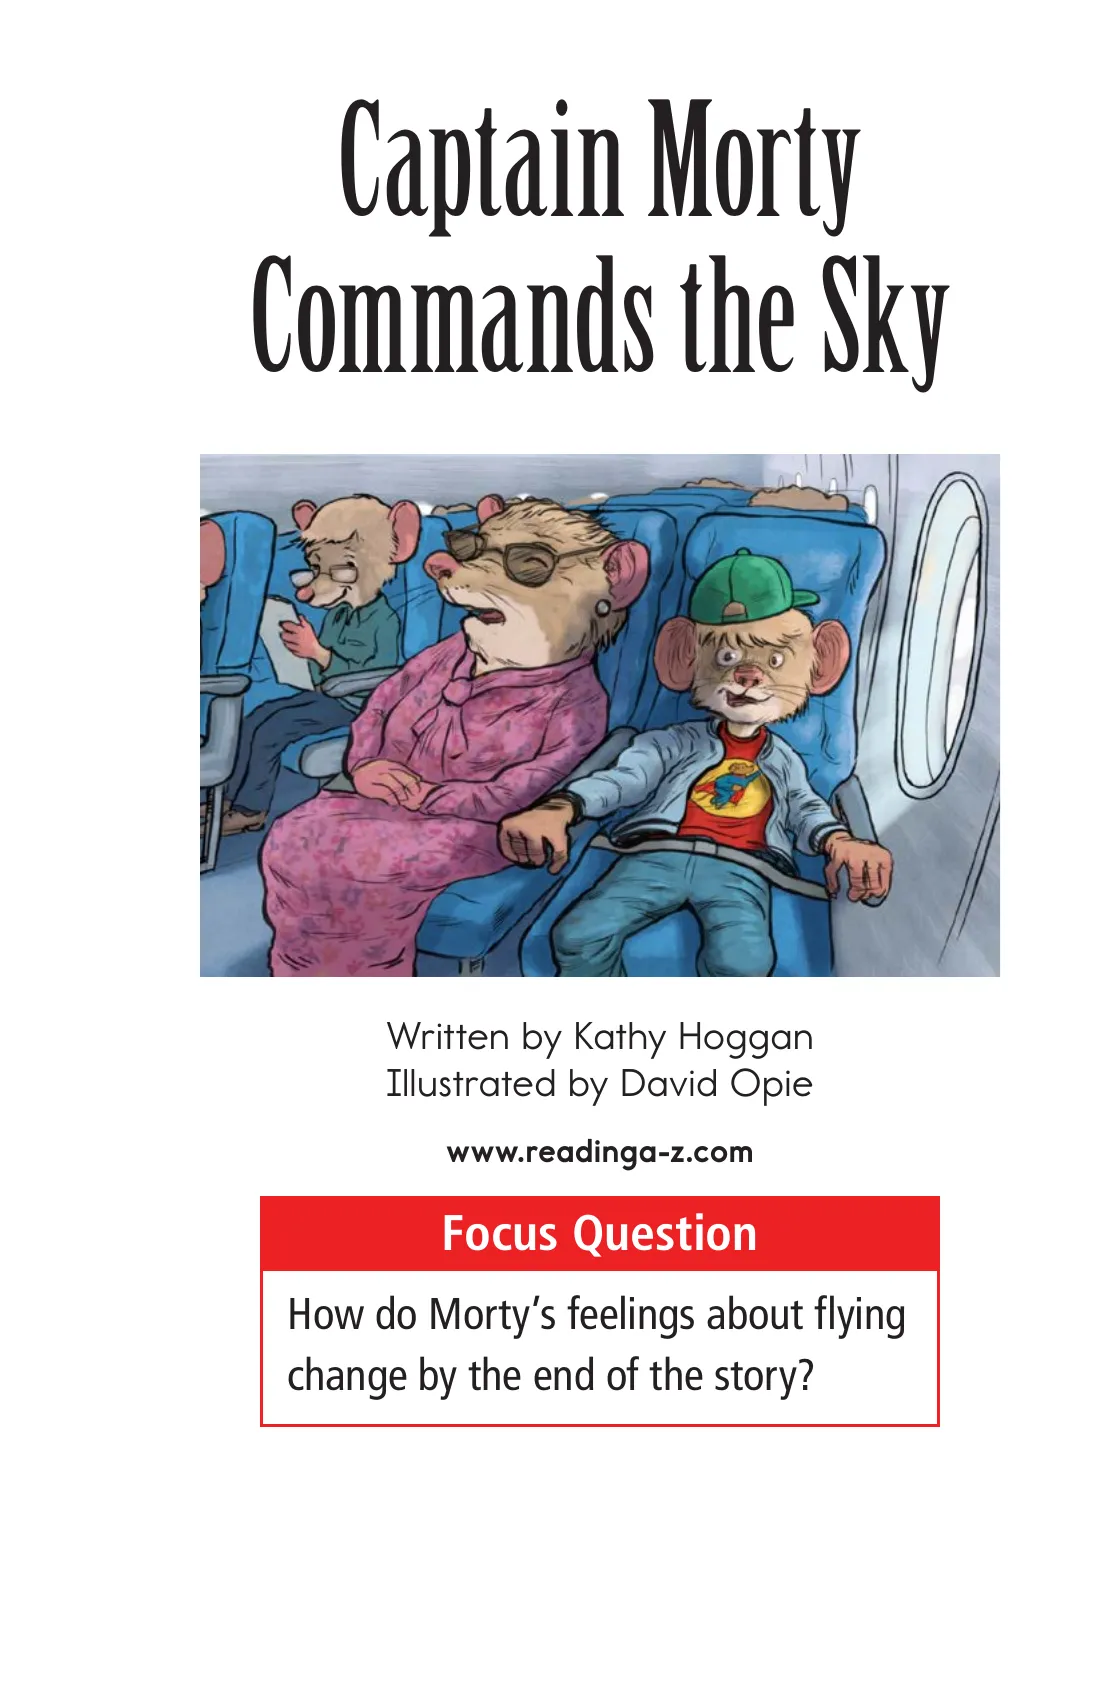 Captain Morty
Commands the Sky
Written by Kathy Hoggan
Illustrated by David Opie
www.readinga-z.com
Focus Question
How do Morty’s feelings about flying
change by the end of the story?